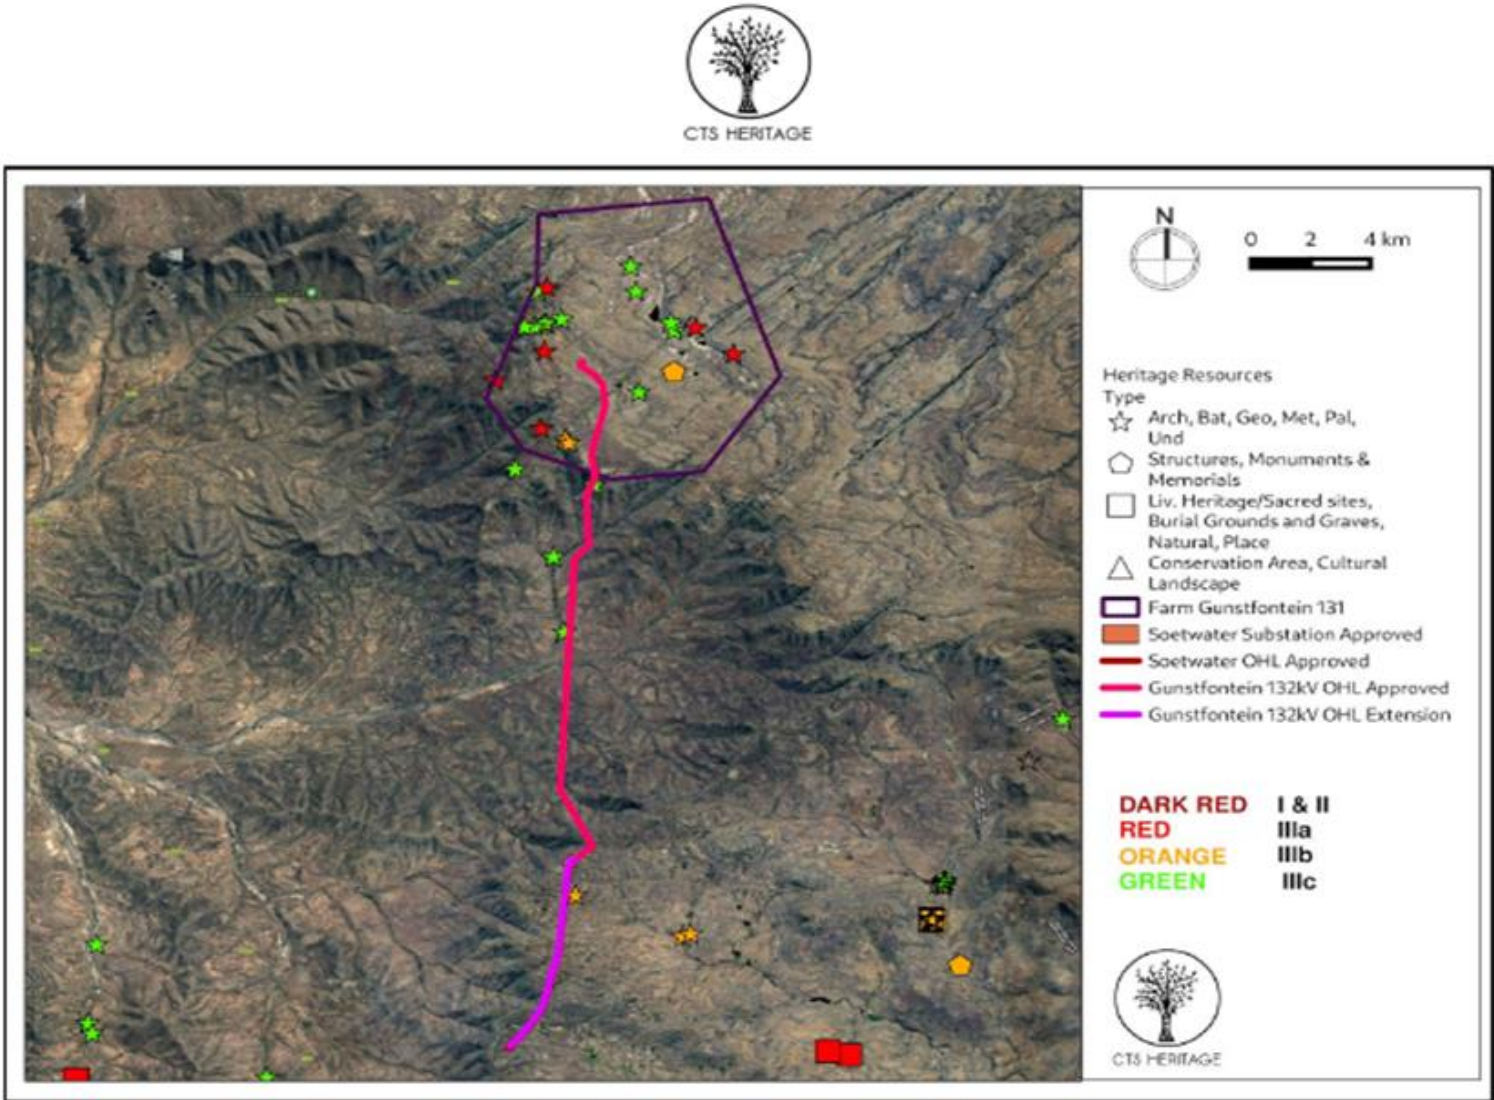 CTS HERITAGE
N
0 2 4 km
Heritage Resources
Type
Arch, Bat, Geo, Met, Pal,
Und
Structures, Monuments &
Memorials
Liv. Heritage/Sacred sites,
Burial Grounds and Graves,
Natural, Place
Conservation Area, Cultural
Landscape
Farm Gunstfontein 131
Soetwater Substation Approved
Soetwater OHL Approved
Gunstfontein 132kV OHL Approved
Gunstfontein 132kV OHL Extension
DARK RED I & II
RED IIIa
ORANGE IIIb
GREEN IIIc
CTS HERITAGE